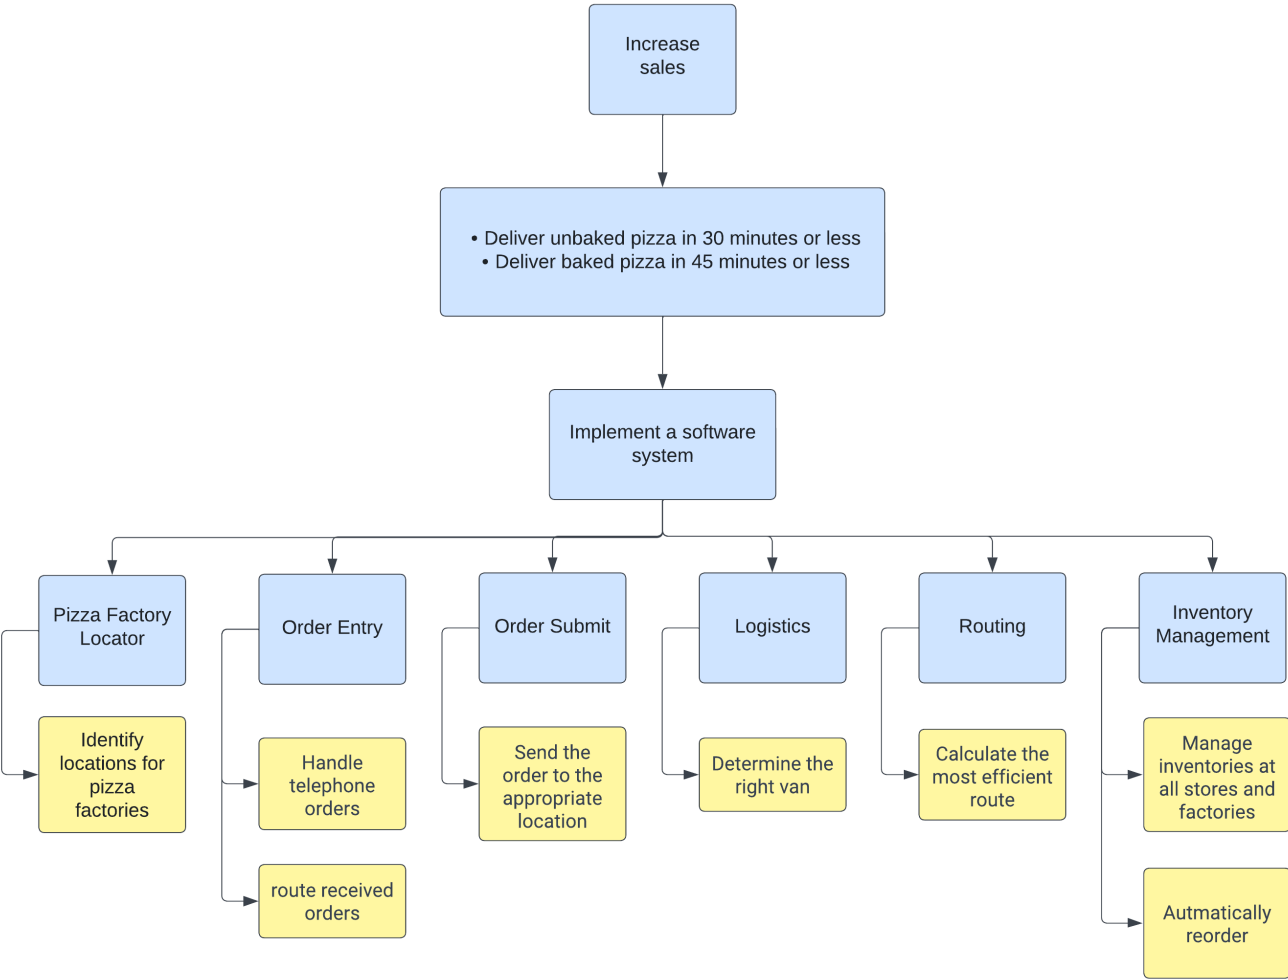 Increase
sales
• Deliver unbaked pizza in 30 minutes or less
• Deliver baked pizza in 45 minutes or less
Implement a software
system
Pizza Factory
Locator
Order Entry
Order Submit
Logistics
Routing
Inventory
Management
Identify
locations for
pizza
factories
Handle
telephone
orders
route received
orders
Send the
order to the
appropriate
location
Determine the
right van
Calculate the
most efficient
route
Manage
inventories at
all stores and
factories
Autmatically
reorder